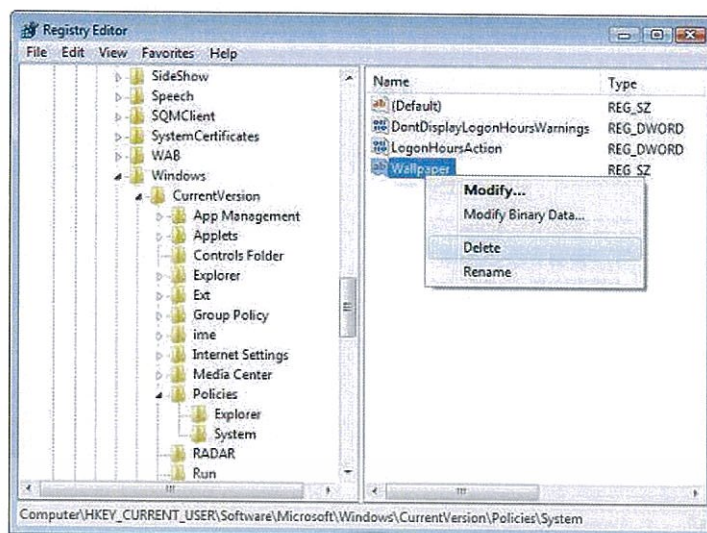 Registry Editor
File Edit View Favorites Help
SideShow
Speech
SQMClient
SystemCertificates
WAB
Windows
CurrentVersion
App Management
Applets
Controls Folder
Explorer
Ext
Group Policy
ime
Internet Settings
Media Center
Policies
Explorer
System
RADAR
Run
Name Type
(Default) REG_SZ
DontDisplayLogonHoursWarnings REG_DWORD
LogonHoursAction REG_DWORD
Wallpaper REG_SZ
Modify...
Modify Binary Data...
Delete
Rename
Computer\HKEY_CURRENT_USER\Software\Microsoft\Windows\CurrentVersion\Policies\System